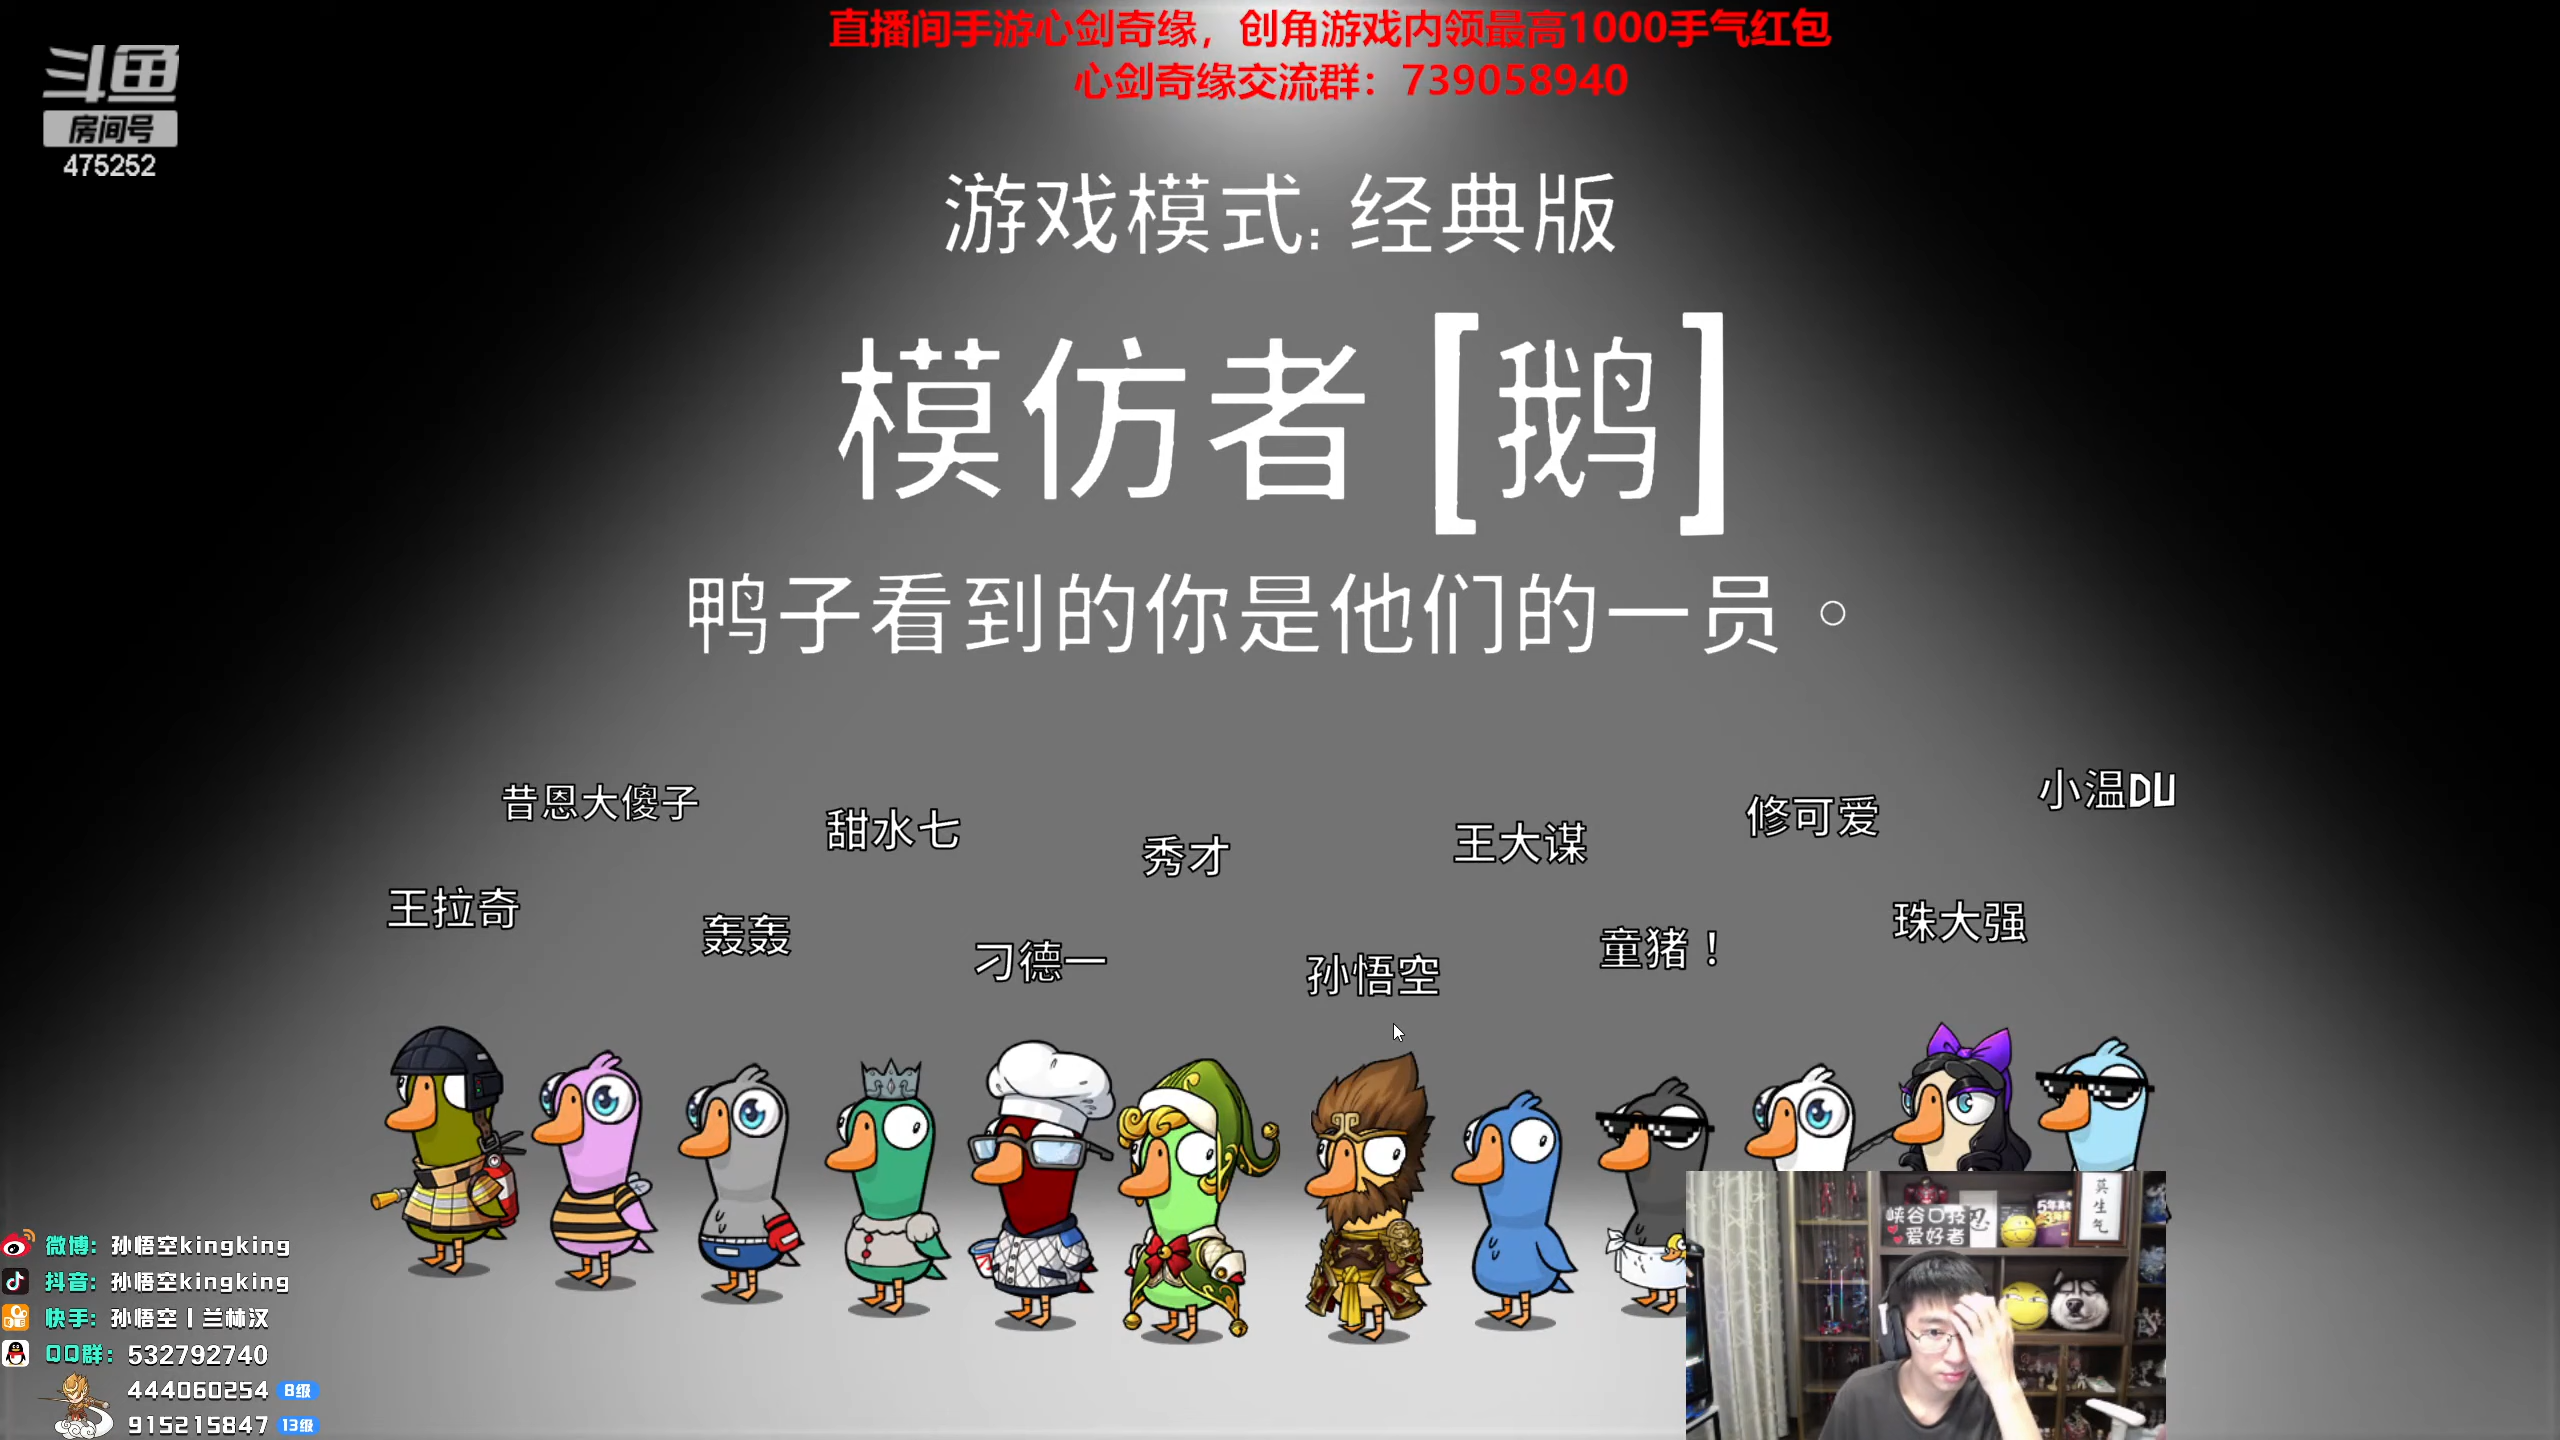 直播间手游心剑奇缘，创角游戏内领最高1000手气红包
心剑奇缘交流群：739058940
斗鱼
房间号
475252
游戏模式: 经典版
模仿者 [鹅]
鸭子看到的你是他们的一员。
昔恩大傻子
甜水七
秀才
王大谋
修可爱
小温DU
王拉奇
轰轰
刁德一
孙悟空
童猪！
珠大强
微博: 孙悟空kingking
抖音: 孙悟空kingking
快手: 孙悟空丨兰林汉
QQ群: 532792740
444060254 8级
915215847 13级
峡谷口技
爱好者
忍
莫生气